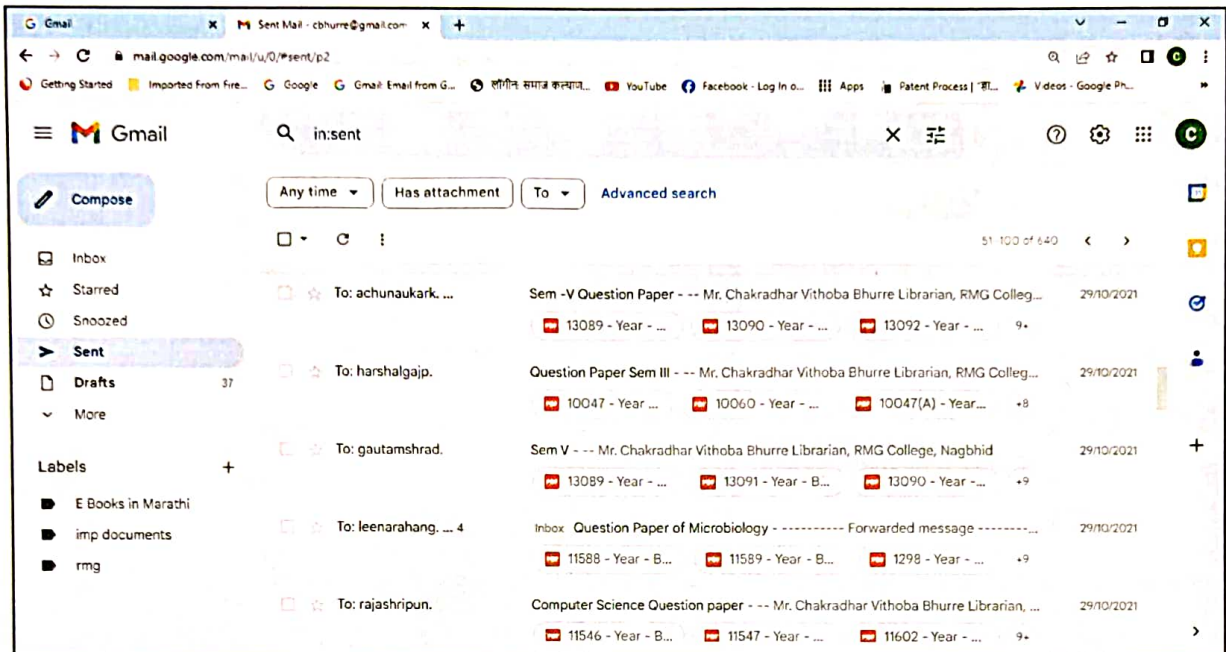 Gmail
Sent Mail - cbhurre@gmail.com
mail.google.com/mail/u/0/#sent/p2
Getting Started Imported From Fire... Google Gmail: Email from G... लॉगीन समाज कल्याण... YouTube Facebook - Log In o... Apps Patent Process | Videos - Google Ph...
Gmail in:sent
Compose Any time Has attachment To Advanced search
51-100 of 640
Inbox
Starred
Snoozed
Sent
Drafts 37
More
Labels +
E Books in Marathi
imp documents
rmg
To: achunaukark. ... Sem -V Question Paper - -- Mr. Chakradhar Vithoba Bhurre Librarian, RMG Colleg... 29/10/2021
13089 - Year - ... 13090 - Year - ... 13092 - Year - ... 9+
To: harshalgajp. Question Paper Sem III - -- Mr. Chakradhar Vithoba Bhurre Librarian, RMG Colleg... 29/10/2021
10047 - Year ... 10060 - Year - ... 10047(A) - Year... +8
To: gautamshrad. Sem V - -- Mr. Chakradhar Vithoba Bhurre Librarian, RMG College, Nagbhid 29/10/2021
13089 - Year - ... 13091 - Year - B... 13090 - Year -... +9
To: leenarahang. ... 4 Inbox Question Paper of Microbiology - ---------- Forwarded message --------... 29/10/2021
11588 - Year - B... 11589 - Year - B... 1298 - Year - ... +9
To: rajashripun. Computer Science Question paper - -- Mr. Chakradhar Vithoba Bhurre Librarian, ... 29/10/2021
11546 - Year - B... 11547 - Year - ... 11602 - Year - ... 9+